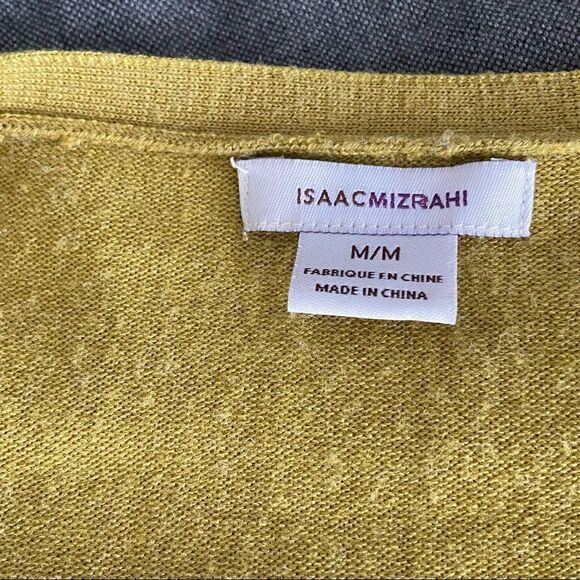 ISAACMIZRAHI
M/M
FABRIQUE EN CHINE
MADE IN CHINA